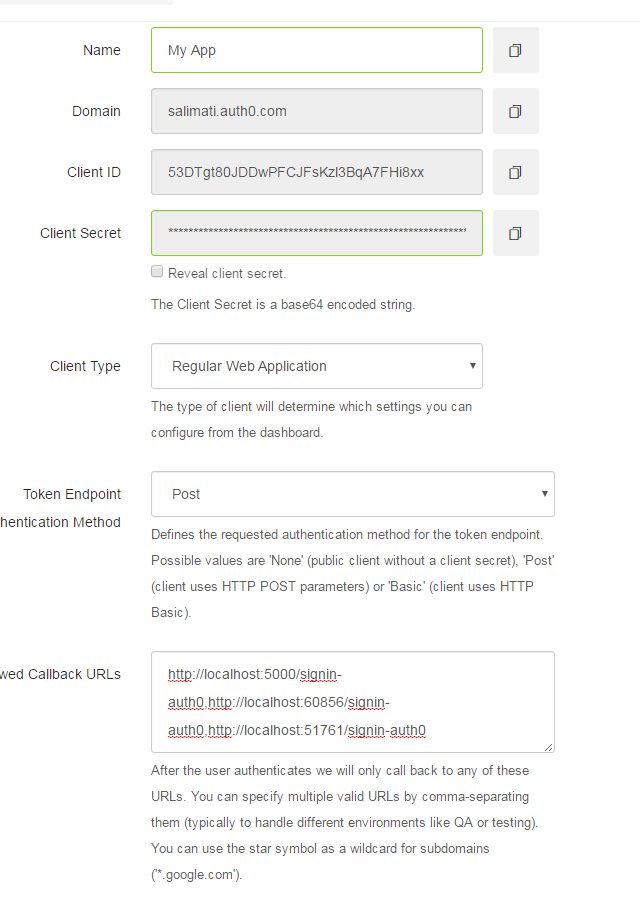 Name
My App
Domain
salimati.auth0.com
Client ID
53DTgt80JDDwPFCJFsKzl3BqA7FHi8xx
Client Secret
************************************************************
Reveal client secret.
The Client Secret is a base64 encoded string.
Client Type
Regular Web Application
The type of client will determine which settings you can
configure from the dashboard.
Token Endpoint
hentication Method
Post
Defines the requested authentication method for the token endpoint.
Possible values are 'None' (public client without a client secret), 'Post'
(client uses HTTP POST parameters) or 'Basic' (client uses HTTP
Basic).
wed Callback URLs
http://localhost:5000/signin-
auth0,http://localhost:60856/signin-
auth0,http://localhost:51761/signin-auth0
After the user authenticates we will only call back to any of these
URLs. You can specify multiple valid URLs by comma-separating
them (typically to handle different environments like QA or testing).
You can use the star symbol as a wildcard for subdomains
('*.google.com').